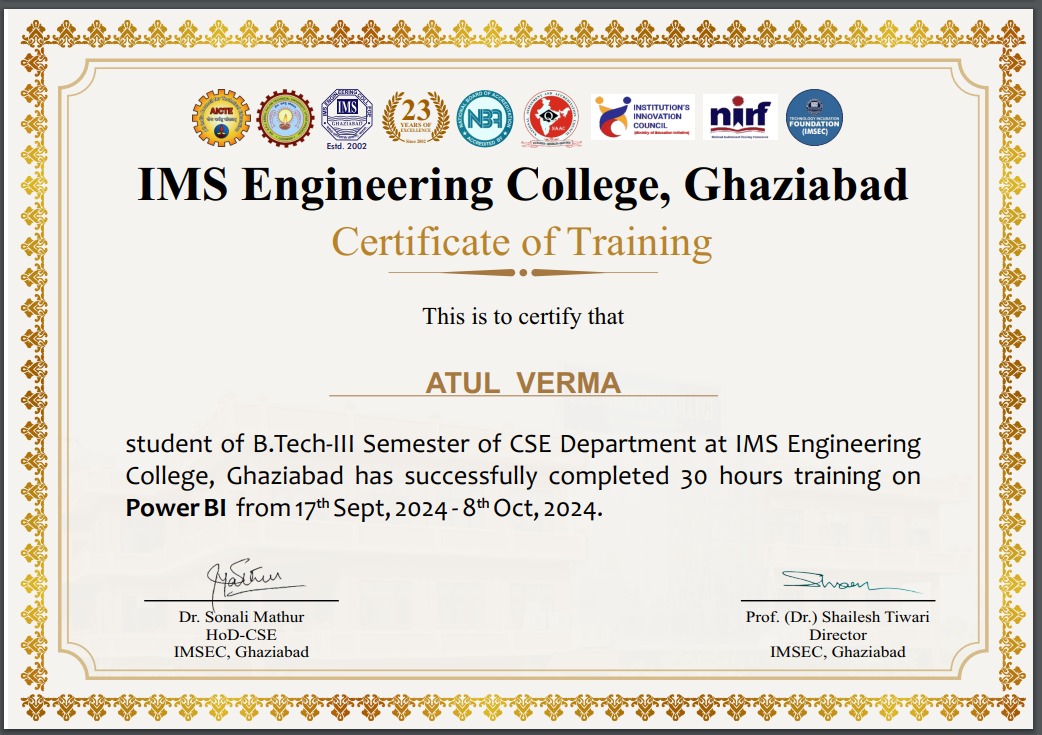 AICTE
IMS
GHAZIABAD
Estd. 2002
23
YEARS OF
EXCELLENCE
Since 2002
NBA
NAAC
INSTITUTION'S
INNOVATION
COUNCIL
(Ministry of Education Initiative)
nirf
TECHNOLOGY INCUBATION
FOUNDATION
(IMSEC)
IMS Engineering College, Ghaziabad
Certificate of Training
This is to certify that
ATUL VERMA
student of B.Tech-III Semester of CSE Department at IMS Engineering
College, Ghaziabad has successfully completed 30 hours training on
Power BI from 17th Sept, 2024 - 8th Oct, 2024.
Dr. Sonali Mathur
HoD-CSE
IMSEC, Ghaziabad
Prof. (Dr.) Shailesh Tiwari
Director
IMSEC, Ghaziabad